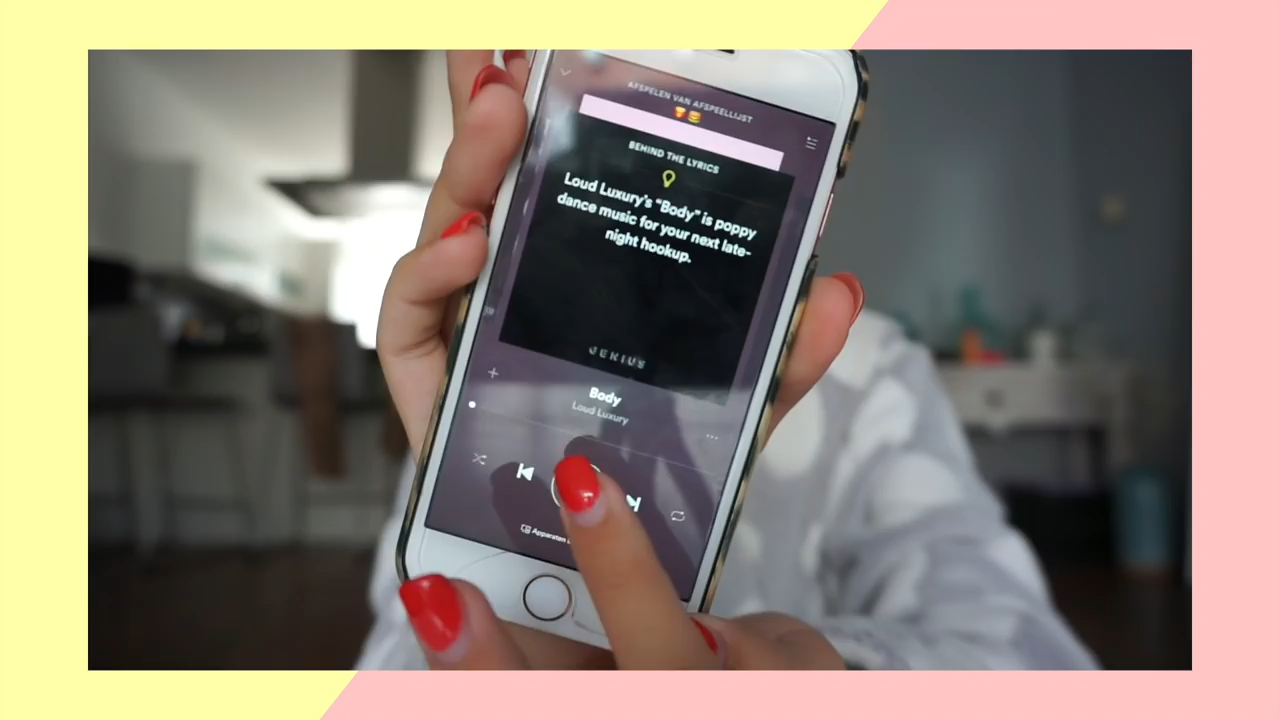 AFSPELEN VAN AFSPEELLIJST
BEHIND THE LYRICS
Loud Luxury's "Body" is poppy
dance music for your next late-
night hookup.
GENIUS
Body
Loud Luxury
Apparaten